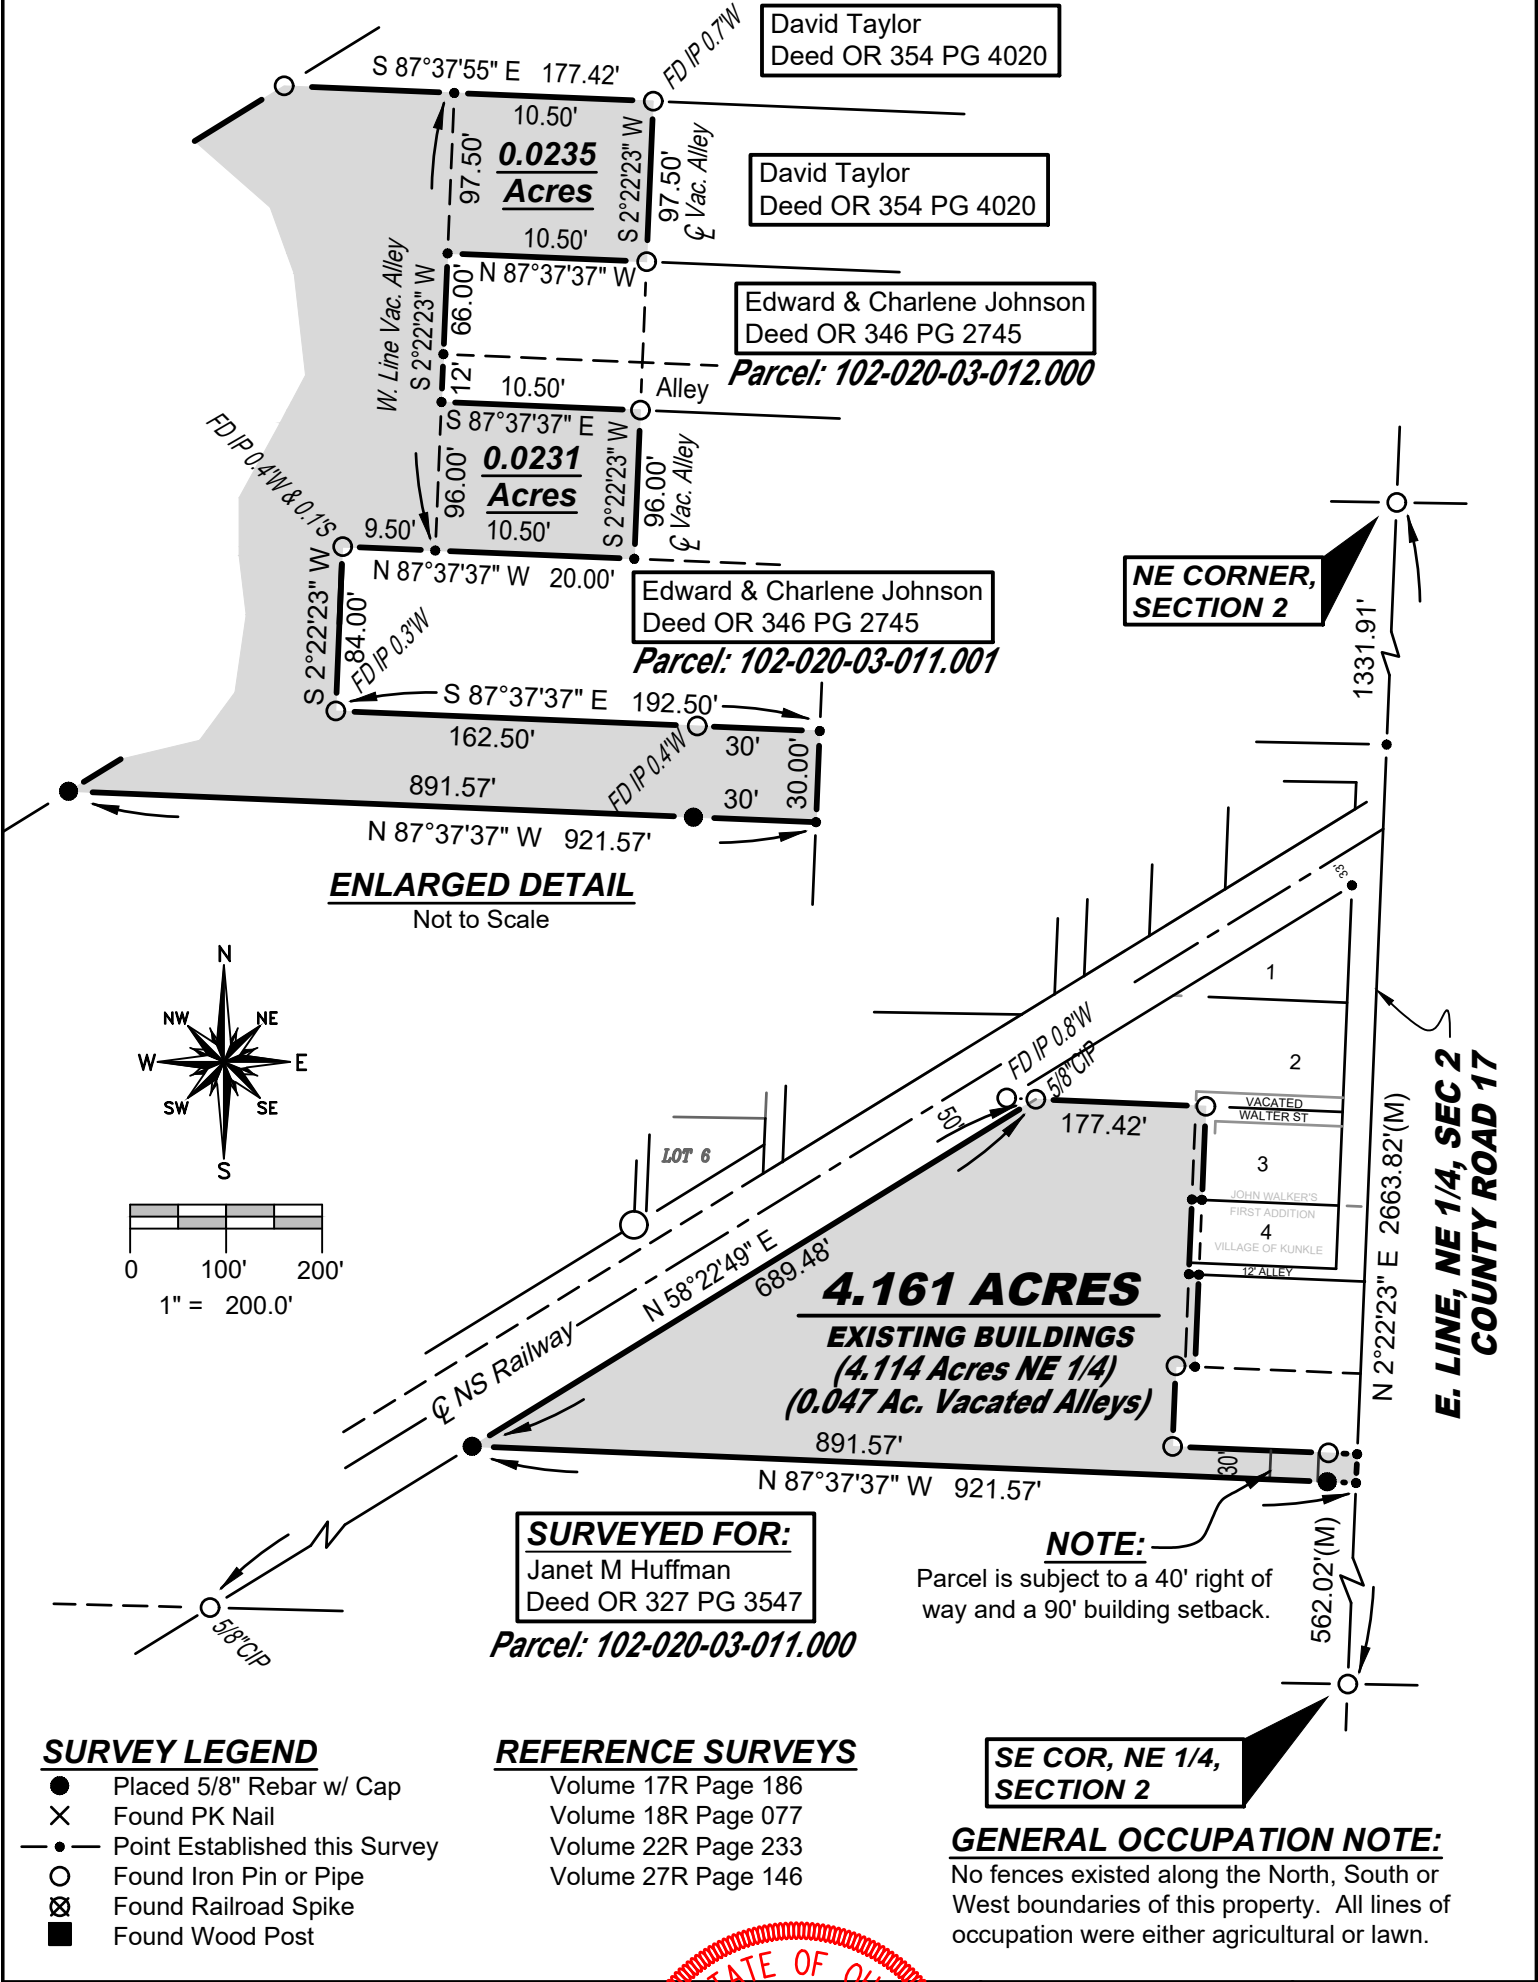 David Taylor
Deed OR 354 PG 4020
S 87°37'55" E 177.42'
FD IP 0.7'W
10.50'
0.0235
Acres
97.50'
S 2°22'23" W
97.50'
℄ Vac. Alley
David Taylor
Deed OR 354 PG 4020
10.50'
N 87°37'37" W
W. Line Vac. Alley
S 2°22'23" W
66.00'
12'
Edward & Charlene Johnson
Deed OR 346 PG 2745
Parcel: 102-020-03-012.000
10.50'
Alley
S 87°37'37" E
0.0231
Acres
96.00'
S 2°22'23" W
96.00'
℄ Vac. Alley
FD IP 0.4'W & 0.1'S
9.50'
10.50'
N 87°37'37" W 20.00'
S 2°22'23" W
84.00'
FD IP 0.3'W
Edward & Charlene Johnson
Deed OR 346 PG 2745
Parcel: 102-020-03-011.001
S 87°37'37" E 192.50'
162.50'
30'
FD IP 0.4'W
30.00'
891.57'
30'
N 87°37'37" W 921.57'
ENLARGED DETAIL
Not to Scale
NE CORNER,
SECTION 2
1331.91'
33'
1
2
VACATED
WALTER ST
3
JOHN WALKER'S
FIRST ADDITION
4
VILLAGE OF KUNKLE
12' ALLEY
N
NW
NE
W
E
SW
SE
S
0 100' 200'
1" = 200.0'
LOT 6
FD IP 0.8'W
5/8"CIP
50'
177.42'
N 58°22'49" E
689.48'
℄ NS Railway
4.161 ACRES
EXISTING BUILDINGS
(4.114 Acres NE 1/4)
(0.047 Ac. Vacated Alleys)
891.57'
N 87°37'37" W 921.57'
30'
N 2°22'23" E 2663.82'(M)
E. LINE, NE 1/4, SEC 2
COUNTY ROAD 17
SURVEYED FOR:
Janet M Huffman
Deed OR 327 PG 3547
Parcel: 102-020-03-011.000
NOTE:
Parcel is subject to a 40' right of
way and a 90' building setback.
562.02'(M)
5/8"CIP
SE COR, NE 1/4,
SECTION 2
SURVEY LEGEND
Placed 5/8" Rebar w/ Cap
Found PK Nail
Point Established this Survey
Found Iron Pin or Pipe
Found Railroad Spike
Found Wood Post
REFERENCE SURVEYS
Volume 17R Page 186
Volume 18R Page 077
Volume 22R Page 233
Volume 27R Page 146
GENERAL OCCUPATION NOTE:
No fences existed along the North, South or
West boundaries of this property. All lines of
occupation were either agricultural or lawn.
OF